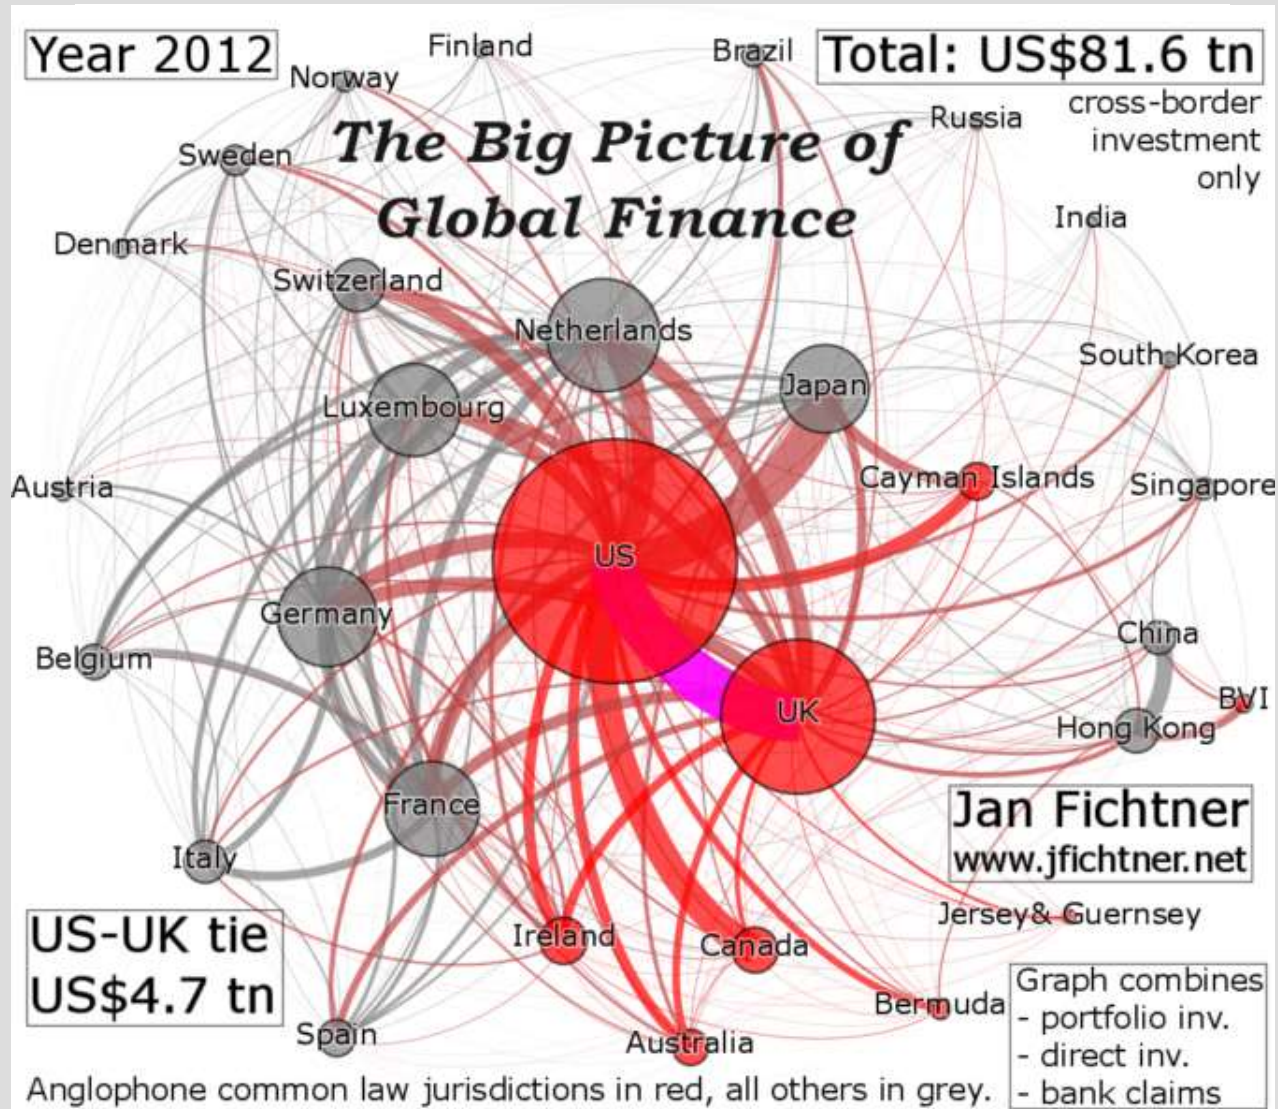 Year 2012
Finland
Brazil
Total: US$81.6 tn
Norway
cross-border
investment
only
Russia
The Big Picture of
Global Finance
Sweden
India
Denmark
Switzerland
Netherlands
South Korea
Japan
Luxembourg
Cayman Islands
Singapore
Austria
US
Germany
China
Belgium
BVI
UK
Hong Kong
France
Jan Fichtner
www.jfichtner.net
Italy
Jersey& Guernsey
US-UK tie
US$4.7 tn
Ireland
Canada
Bermuda
Graph combines
- portfolio inv.
- direct inv.
- bank claims
Spain
Australia
Anglophone common law jurisdictions in red, all others in grey.